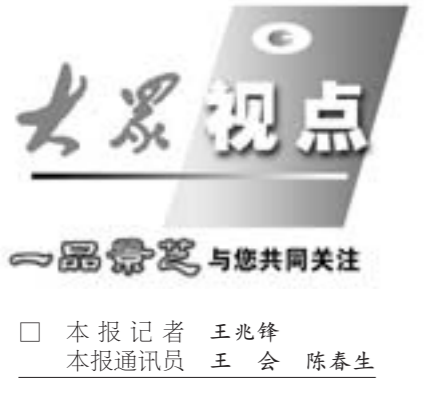 大眾视点
一品景芝与您共同关注
□ 本报记者 王兆锋
本报通讯员 王 会 陈春生